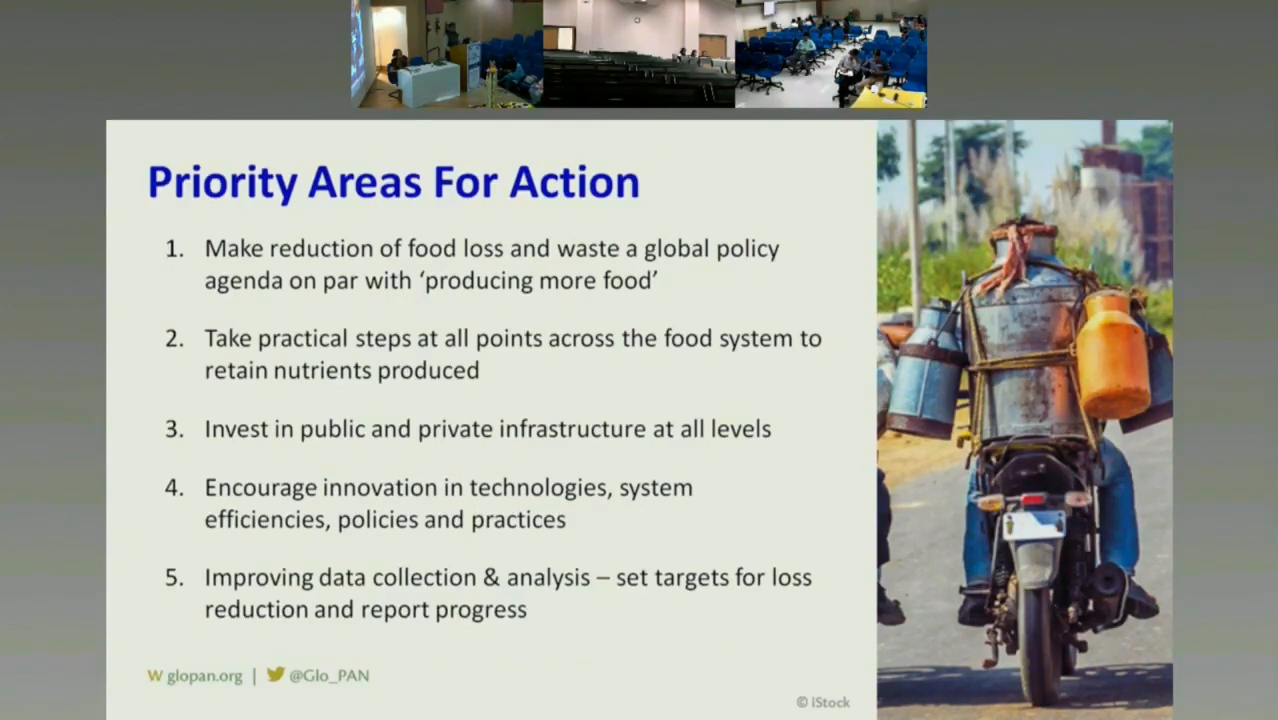 Priority Areas For Action
1. Make reduction of food loss and waste a global policy
agenda on par with ‘producing more food’
2. Take practical steps at all points across the food system to
retain nutrients produced
3. Invest in public and private infrastructure at all levels
4. Encourage innovation in technologies, system
efficiencies, policies and practices
5. Improving data collection & analysis – set targets for loss
reduction and report progress
W glopan.org | @Glo_PAN
© iStock